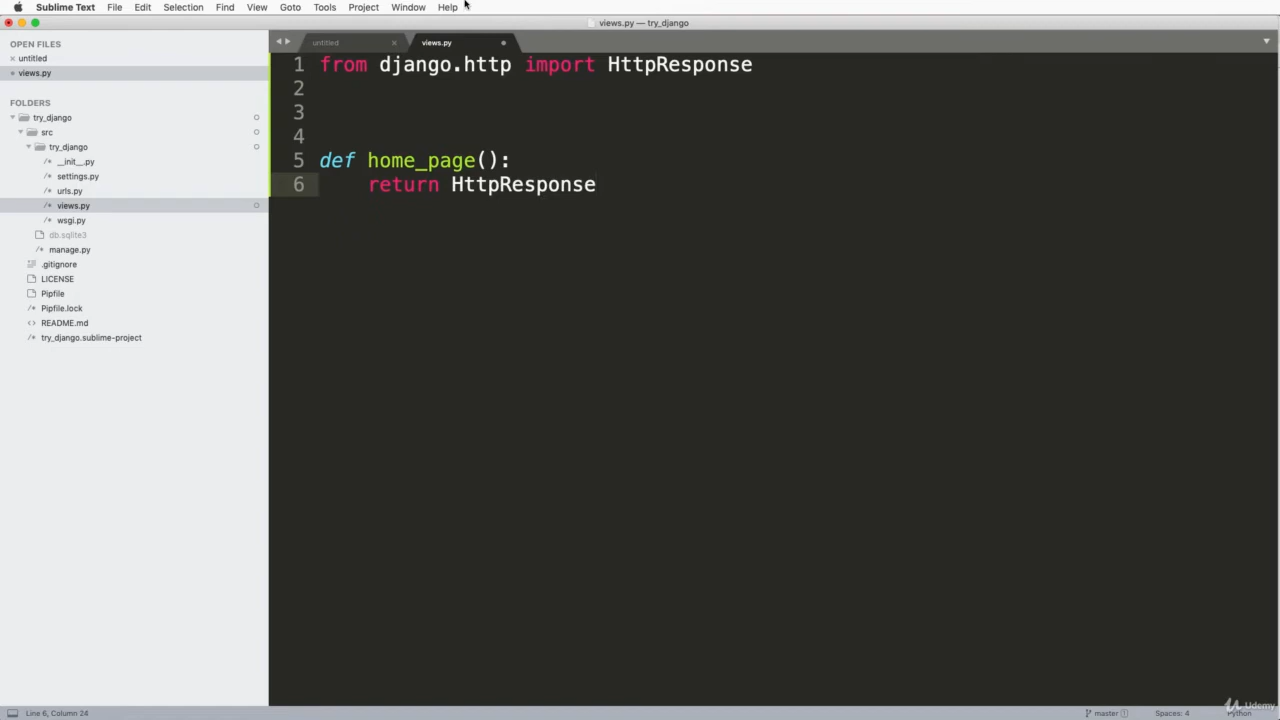 Sublime Text File Edit Selection Find View Goto Tools Project Window Help
views.py — try_django
OPEN FILES
untitled
views.py
FOLDERS
try_django
src
try_django
__init__.py
settings.py
urls.py
views.py
wsgi.py
db.sqlite3
manage.py
.gitignore
LICENSE
Pipfile
Pipfile.lock
README.md
try_django.sublime-project
untitled views.py
1 from django.http import HttpResponse
2
3
4
5 def home_page():
6     return HttpResponse
Line 6, Column 24
master 1 Spaces: 4 Python
Udemy